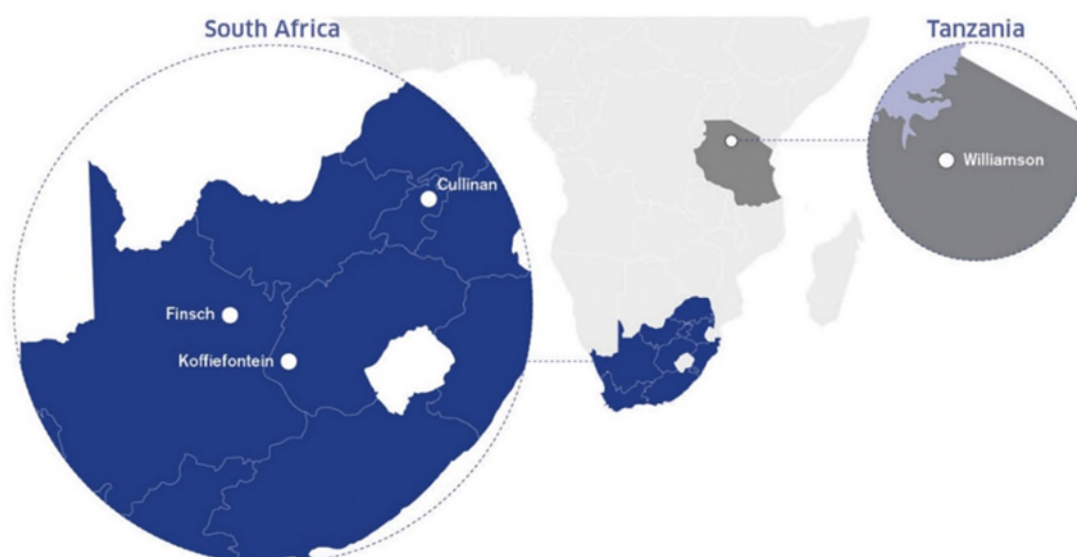 South Africa
Tanzania
Williamson
Cullinan
Finsch
Koffiefontein